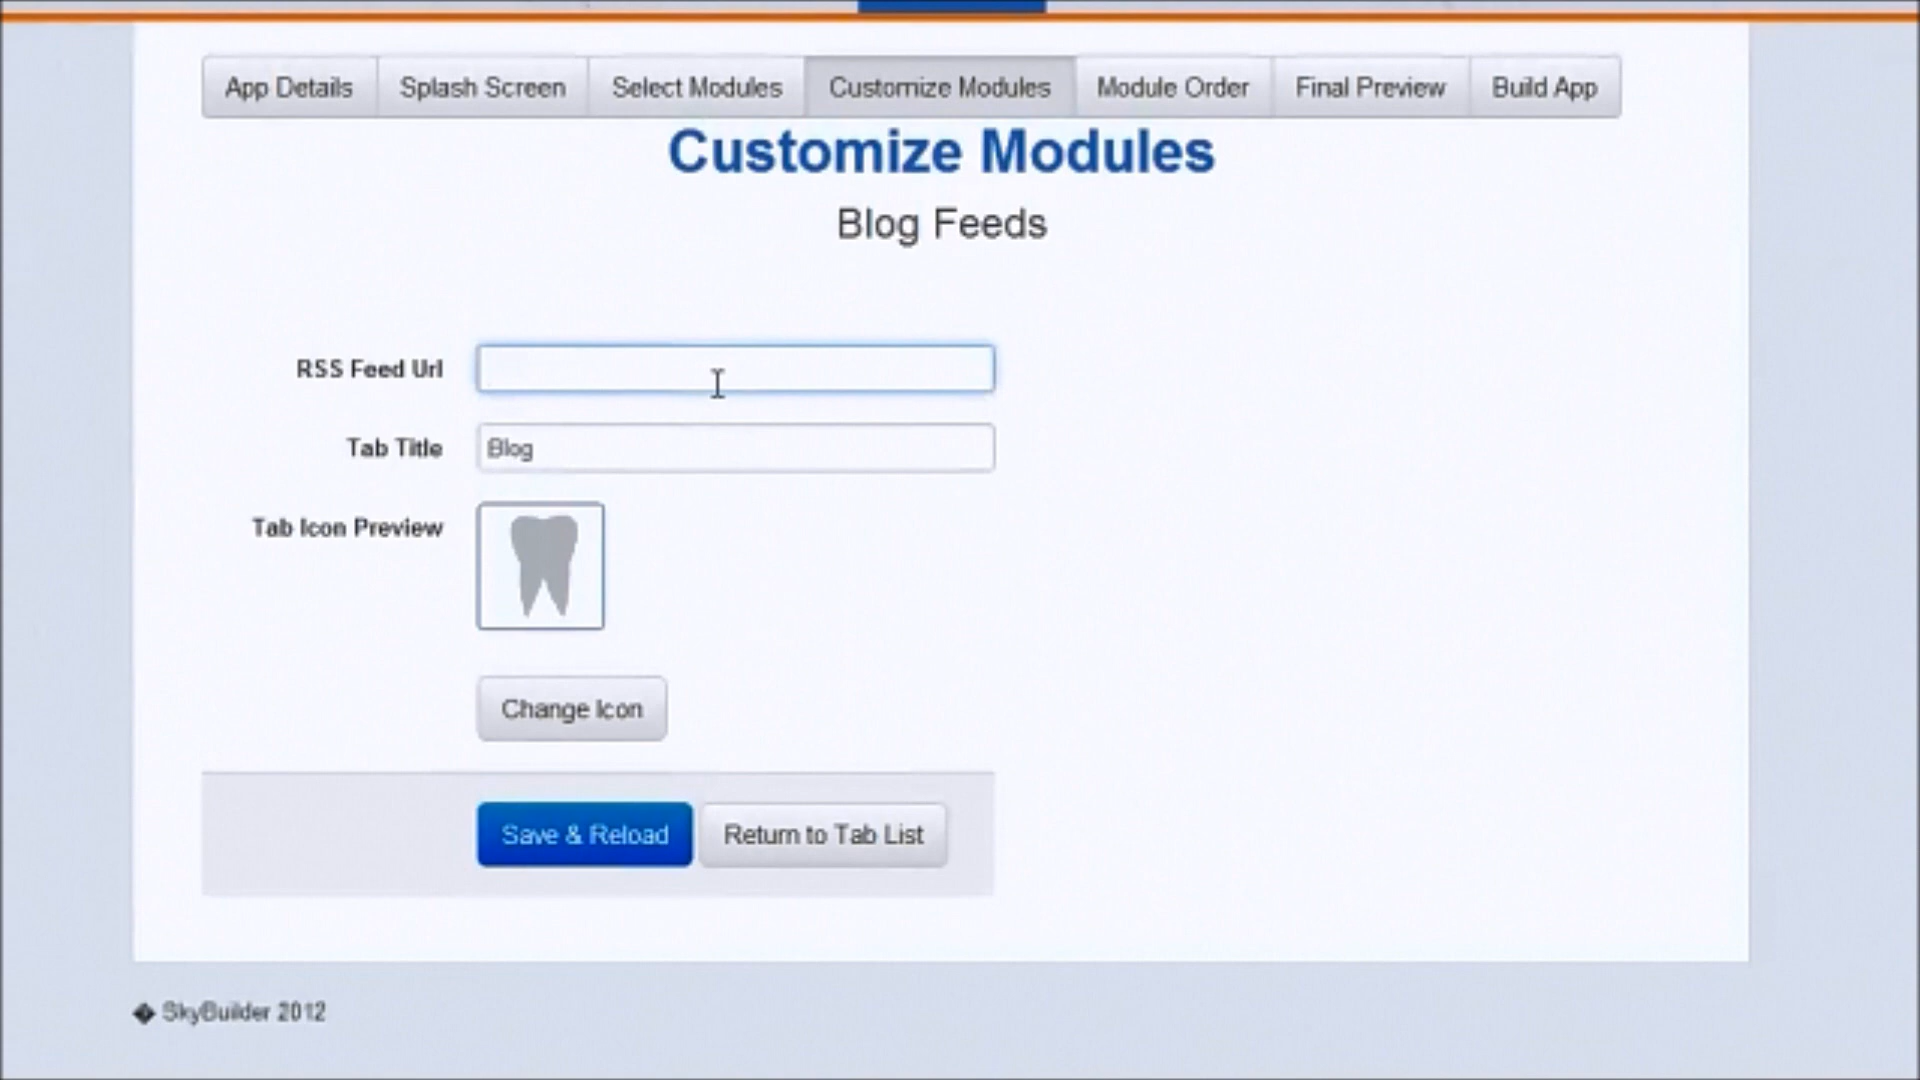 App Details Splash Screen Select Modules Customize Modules Module Order Final Preview Build App
Customize Modules
Blog Feeds
RSS Feed Url
Tab Title Blog
Tab Icon Preview
Change Icon
Save & Reload Return to Tab List
SkyBuilder 2012